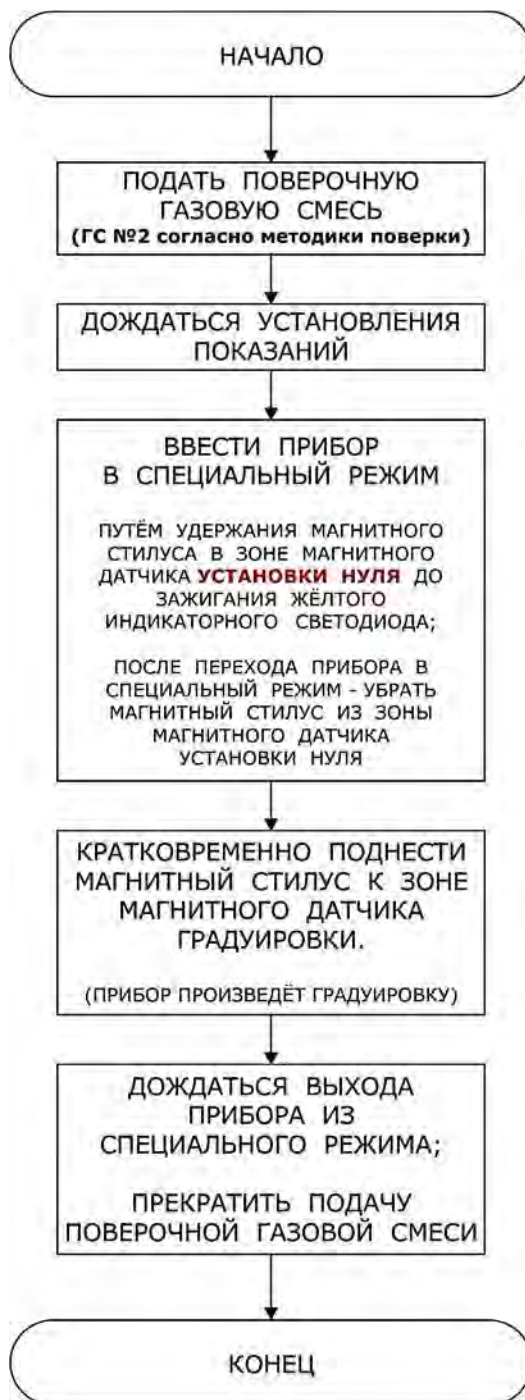 НАЧАЛО
ПОДАТЬ ПОВЕРОЧНУЮ
ГАЗОВУЮ СМЕСЬ
(ГС №2 согласно методики поверки)
ДОЖДАТЬСЯ УСТАНОВЛЕНИЯ
ПОКАЗАНИЙ
ВВЕСТИ ПРИБОР
В СПЕЦИАЛЬНЫЙ РЕЖИМ
ПУТЁМ УДЕРЖАНИЯ МАГНИТНОГО
СТИЛУСА В ЗОНЕ МАГНИТНОГО
ДАТЧИКА УСТАНОВКИ НУЛЯ ДО
ЗАЖИГАНИЯ ЖЁЛТОГО
ИНДИКАТОРНОГО СВЕТОДИОДА;
ПОСЛЕ ПЕРЕХОДА ПРИБОРА В
СПЕЦИАЛЬНЫЙ РЕЖИМ - УБРАТЬ
МАГНИТНЫЙ СТИЛУС ИЗ ЗОНЫ
МАГНИТНОГО ДАТЧИКА
УСТАНОВКИ НУЛЯ
КРАТКОВРЕМЕННО ПОДНЕСТИ
МАГНИТНЫЙ СТИЛУС К ЗОНЕ
МАГНИТНОГО ДАТЧИКА
ГРАДУИРОВКИ.
(ПРИБОР ПРОИЗВЕДЁТ ГРАДУИРОВКУ)
ДОЖДАТЬСЯ ВЫХОДА
ПРИБОРА ИЗ
СПЕЦИАЛЬНОГО РЕЖИМА;
ПРЕКРАТИТЬ ПОДАЧУ
ПОВЕРОЧНОЙ ГАЗОВОЙ СМЕСИ
КОНЕЦ